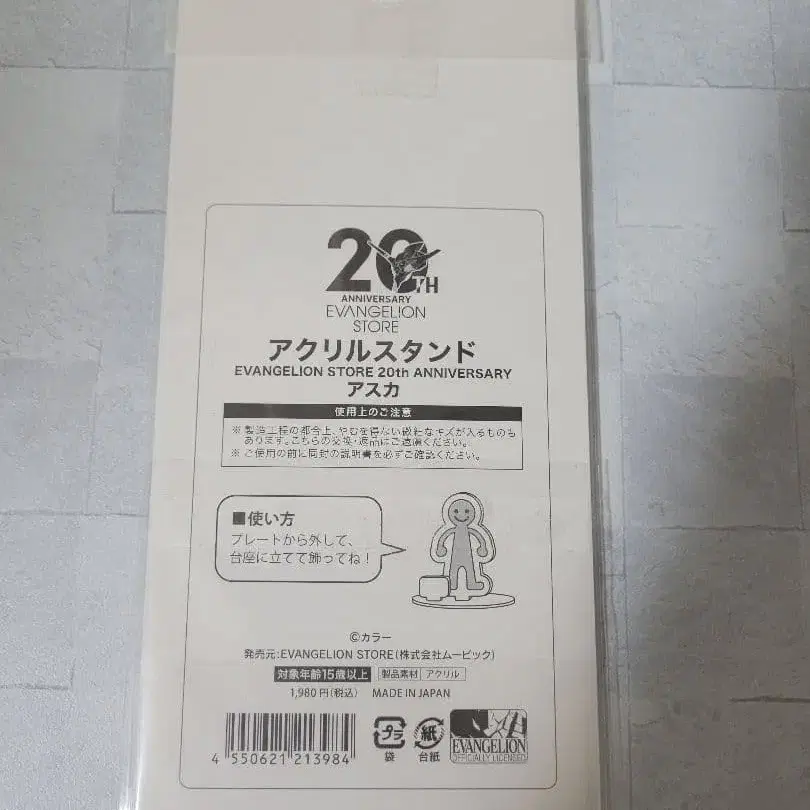 20TH
ANNIVERSARY
EVANGELION
STORE
アクリルスタンド
EVANGELION STORE 20th ANNIVERSARY
アスカ
使用上のご注意
※製造工程の都合上、やむを得ない微細なキズが入るものも
あります。こちらの交換・返品はご遠慮ください。
※ご使用の前に同封の説明書を必ずご確認ください。
■使い方
プレートから外して、
台座に立てて飾ってね！
©カラー
発売元:EVANGELION STORE(株式会社ムービック)
対象年齢15歳以上 製品素材 アクリル
1,980円(税込) MADE IN JAPAN
4 550621 213984
プラ 紙 EVANGELION
袋 台紙 OFFICIALLY LICENSED